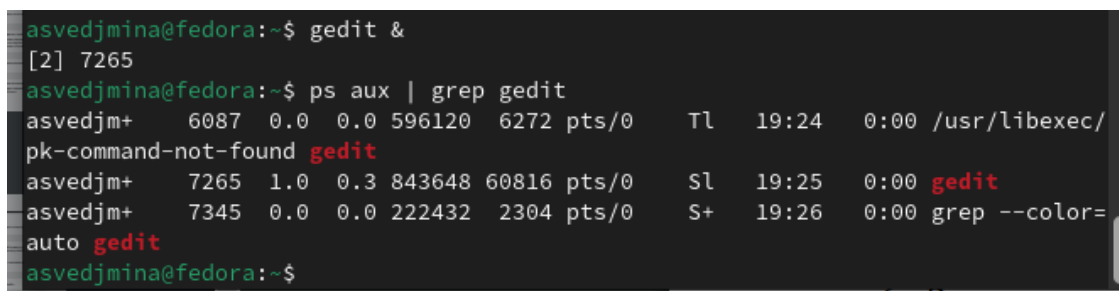 asvedjmina@fedora:~$ gedit &
[2] 7265
asvedjmina@fedora:~$ ps aux | grep gedit
asvedjm+    6087  0.0  0.0 596120  6272 pts/0    Tl   19:24   0:00 /usr/libexec/
pk-command-not-found gedit
asvedjm+    7265  1.0  0.3 843648 60816 pts/0    Sl   19:25   0:00 gedit
asvedjm+    7345  0.0  0.0 222432  2304 pts/0    S+   19:26   0:00 grep --color=
auto gedit
asvedjmina@fedora:~$